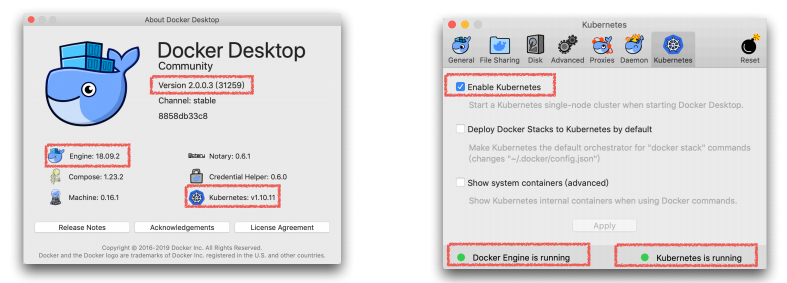 About Docker Desktop
Docker Desktop
Community
Version 2.0.0.3 (31259)
Channel: stable
8858db33c8
Engine: 18.09.2
Notary: 0.6.1
Compose: 1.23.2
Credential Helper: 0.6.0
Machine: 0.16.1
Kubernetes: v1.10.11
Release Notes
Acknowledgements
License Agreement
Copyright © 2016-2019 Docker Inc. All Rights Reserved.
Docker and the Docker logo are trademarks of Docker Inc. registered in the U.S. and other countries.
Kubernetes
General
File Sharing
Disk
Advanced
Proxies
Daemon
Kubernetes
Reset
Enable Kubernetes
Start a Kubernetes single-node cluster when starting Docker Desktop.
Deploy Docker Stacks to Kubernetes by default
Make Kubernetes the default orchestrator for "docker stack" commands
(changes "~/.docker/config.json")
Show system containers (advanced)
Show Kubernetes internal containers when using Docker commands.
Apply
Docker Engine is running
Kubernetes is running